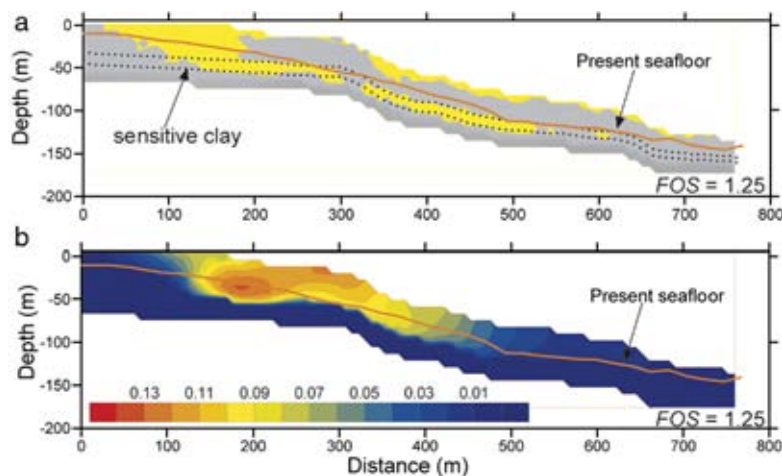 a
0
-50
-100
-150
-200
Depth (m)
Present seafloor
sensitive clay
FOS = 1.25
0 100 200 300 400 500 600 700 800
b
0
-50
-100
-150
-200
Depth (m)
Present seafloor
0.13 0.11 0.09 0.07 0.05 0.03 0.01
FOS = 1.25
0 100 200 300 400 500 600 700 800
Distance (m)